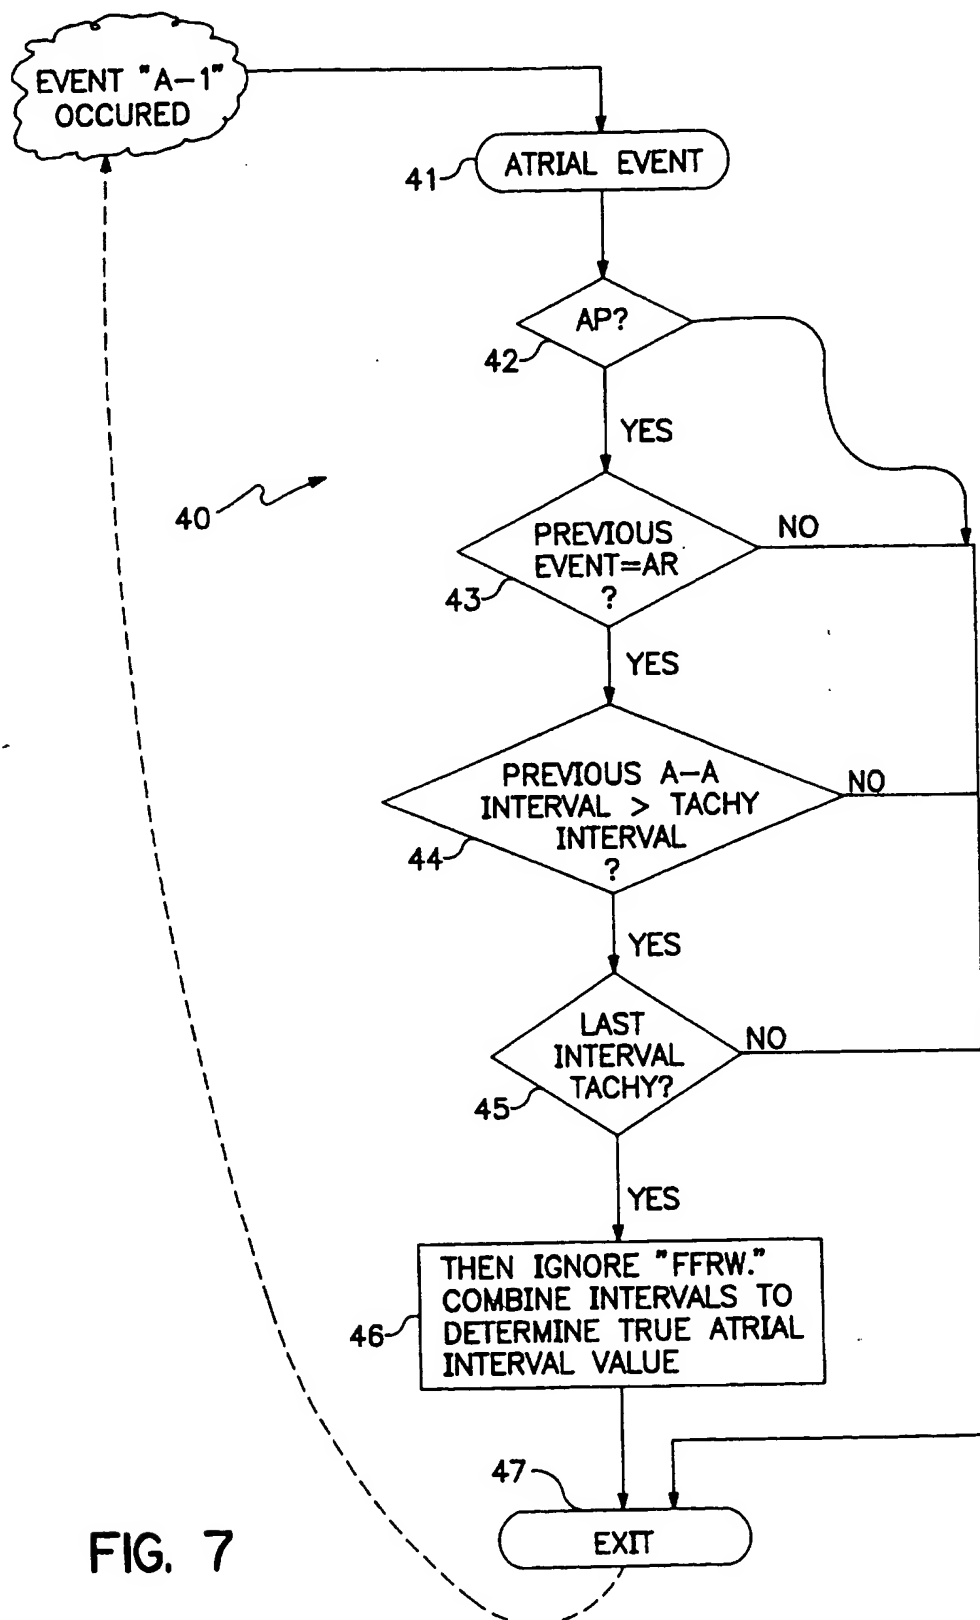 EVENT "A-1"
OCCURED
41
ATRIAL EVENT
AP?
42
YES
40
PREVIOUS
EVENT=AR
?
NO
43
YES
PREVIOUS A-A
INTERVAL > TACHY
INTERVAL
?
NO
44
YES
LAST
INTERVAL
TACHY?
NO
45
YES
THEN IGNORE "FFRW."
COMBINE INTERVALS TO
DETERMINE TRUE ATRIAL
INTERVAL VALUE
46
47
EXIT
FIG. 7